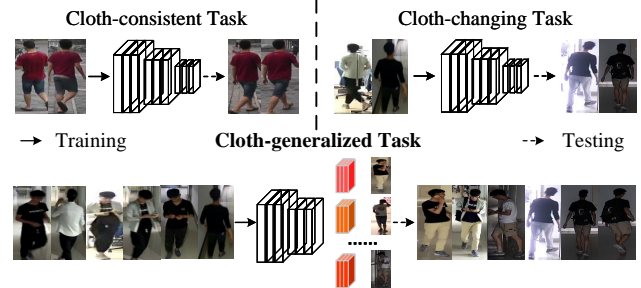 Cloth-consistent Task
Cloth-changing Task
Training
Cloth-generalized Task
Testing
......